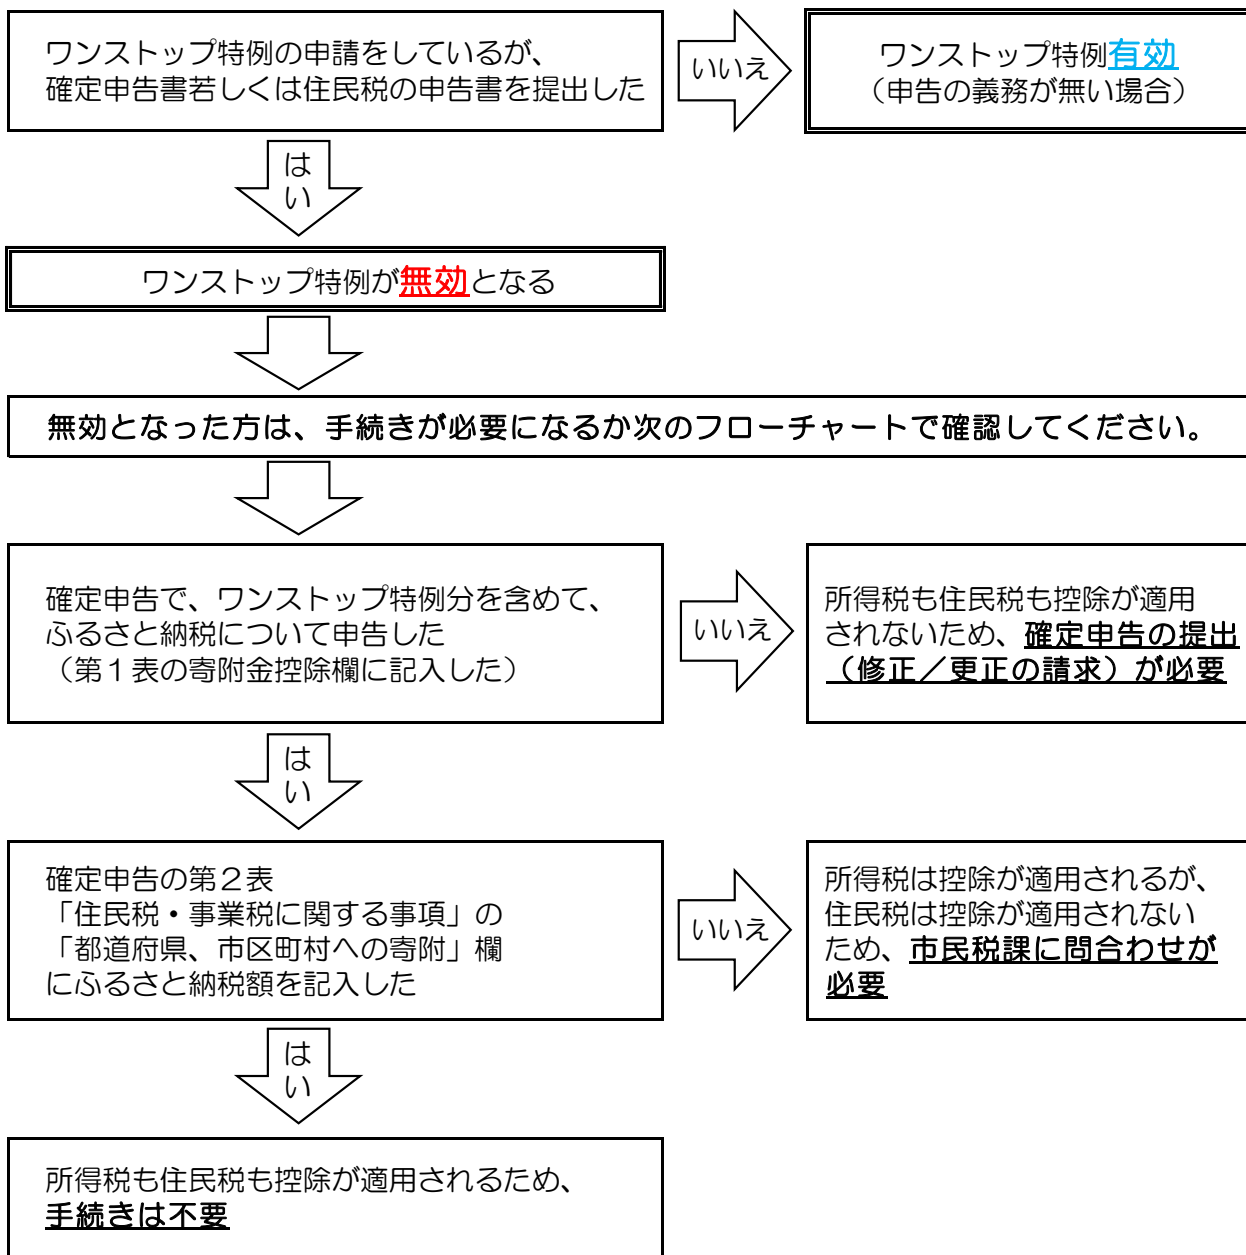 ワンストップ特例の申請をしているが、
確定申告書若しくは住民税の申告書を提出した
いいえ
ワンストップ特例有効
（申告の義務が無い場合）
はい
ワンストップ特例が無効となる
無効となった方は、手続きが必要になるか次のフローチャートで確認してください。
確定申告で、ワンストップ特例分を含めて、
ふるさと納税について申告した
（第１表の寄附金控除欄に記入した）
いいえ
所得税も住民税も控除が適用
されないため、確定申告の提出
（修正／更正の請求）が必要
はい
確定申告の第２表
「住民税・事業税に関する事項」の
「都道府県、市区町村への寄附」欄
にふるさと納税額を記入した
いいえ
所得税は控除が適用されるが、
住民税は控除が適用されない
ため、市民税課に問合わせが
必要
はい
所得税も住民税も控除が適用されるため、
手続きは不要